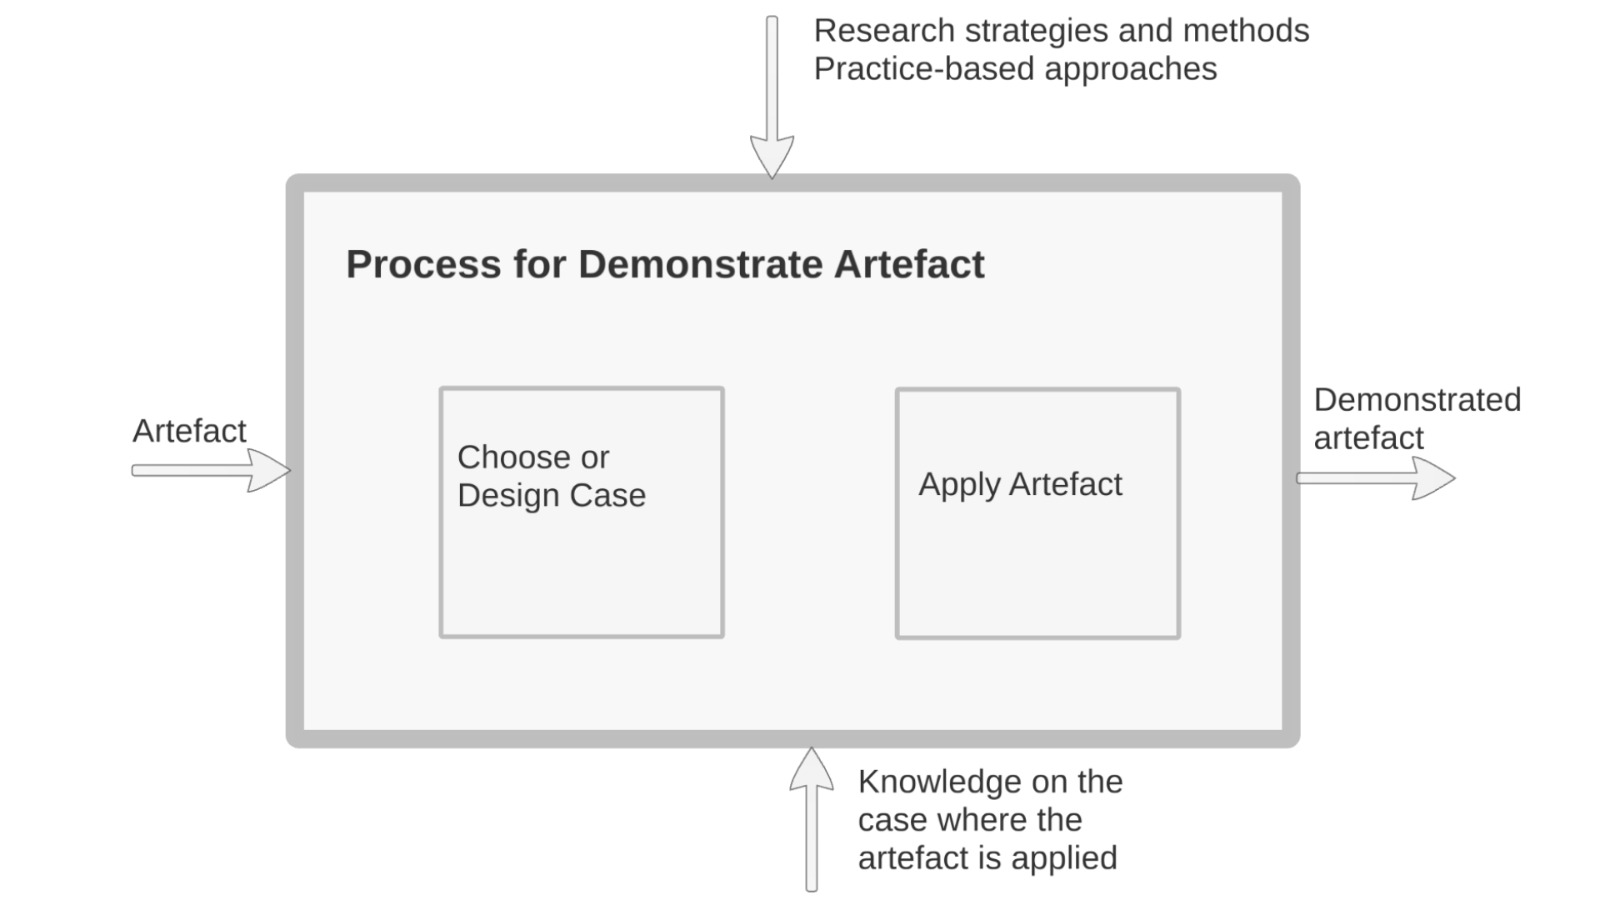 Research strategies and methods
Practice-based approaches
Process for Demonstrate Artefact
Artefact
Choose or
Design Case
Apply Artefact
Demonstrated
artefact
Knowledge on the
case where the
artefact is applied